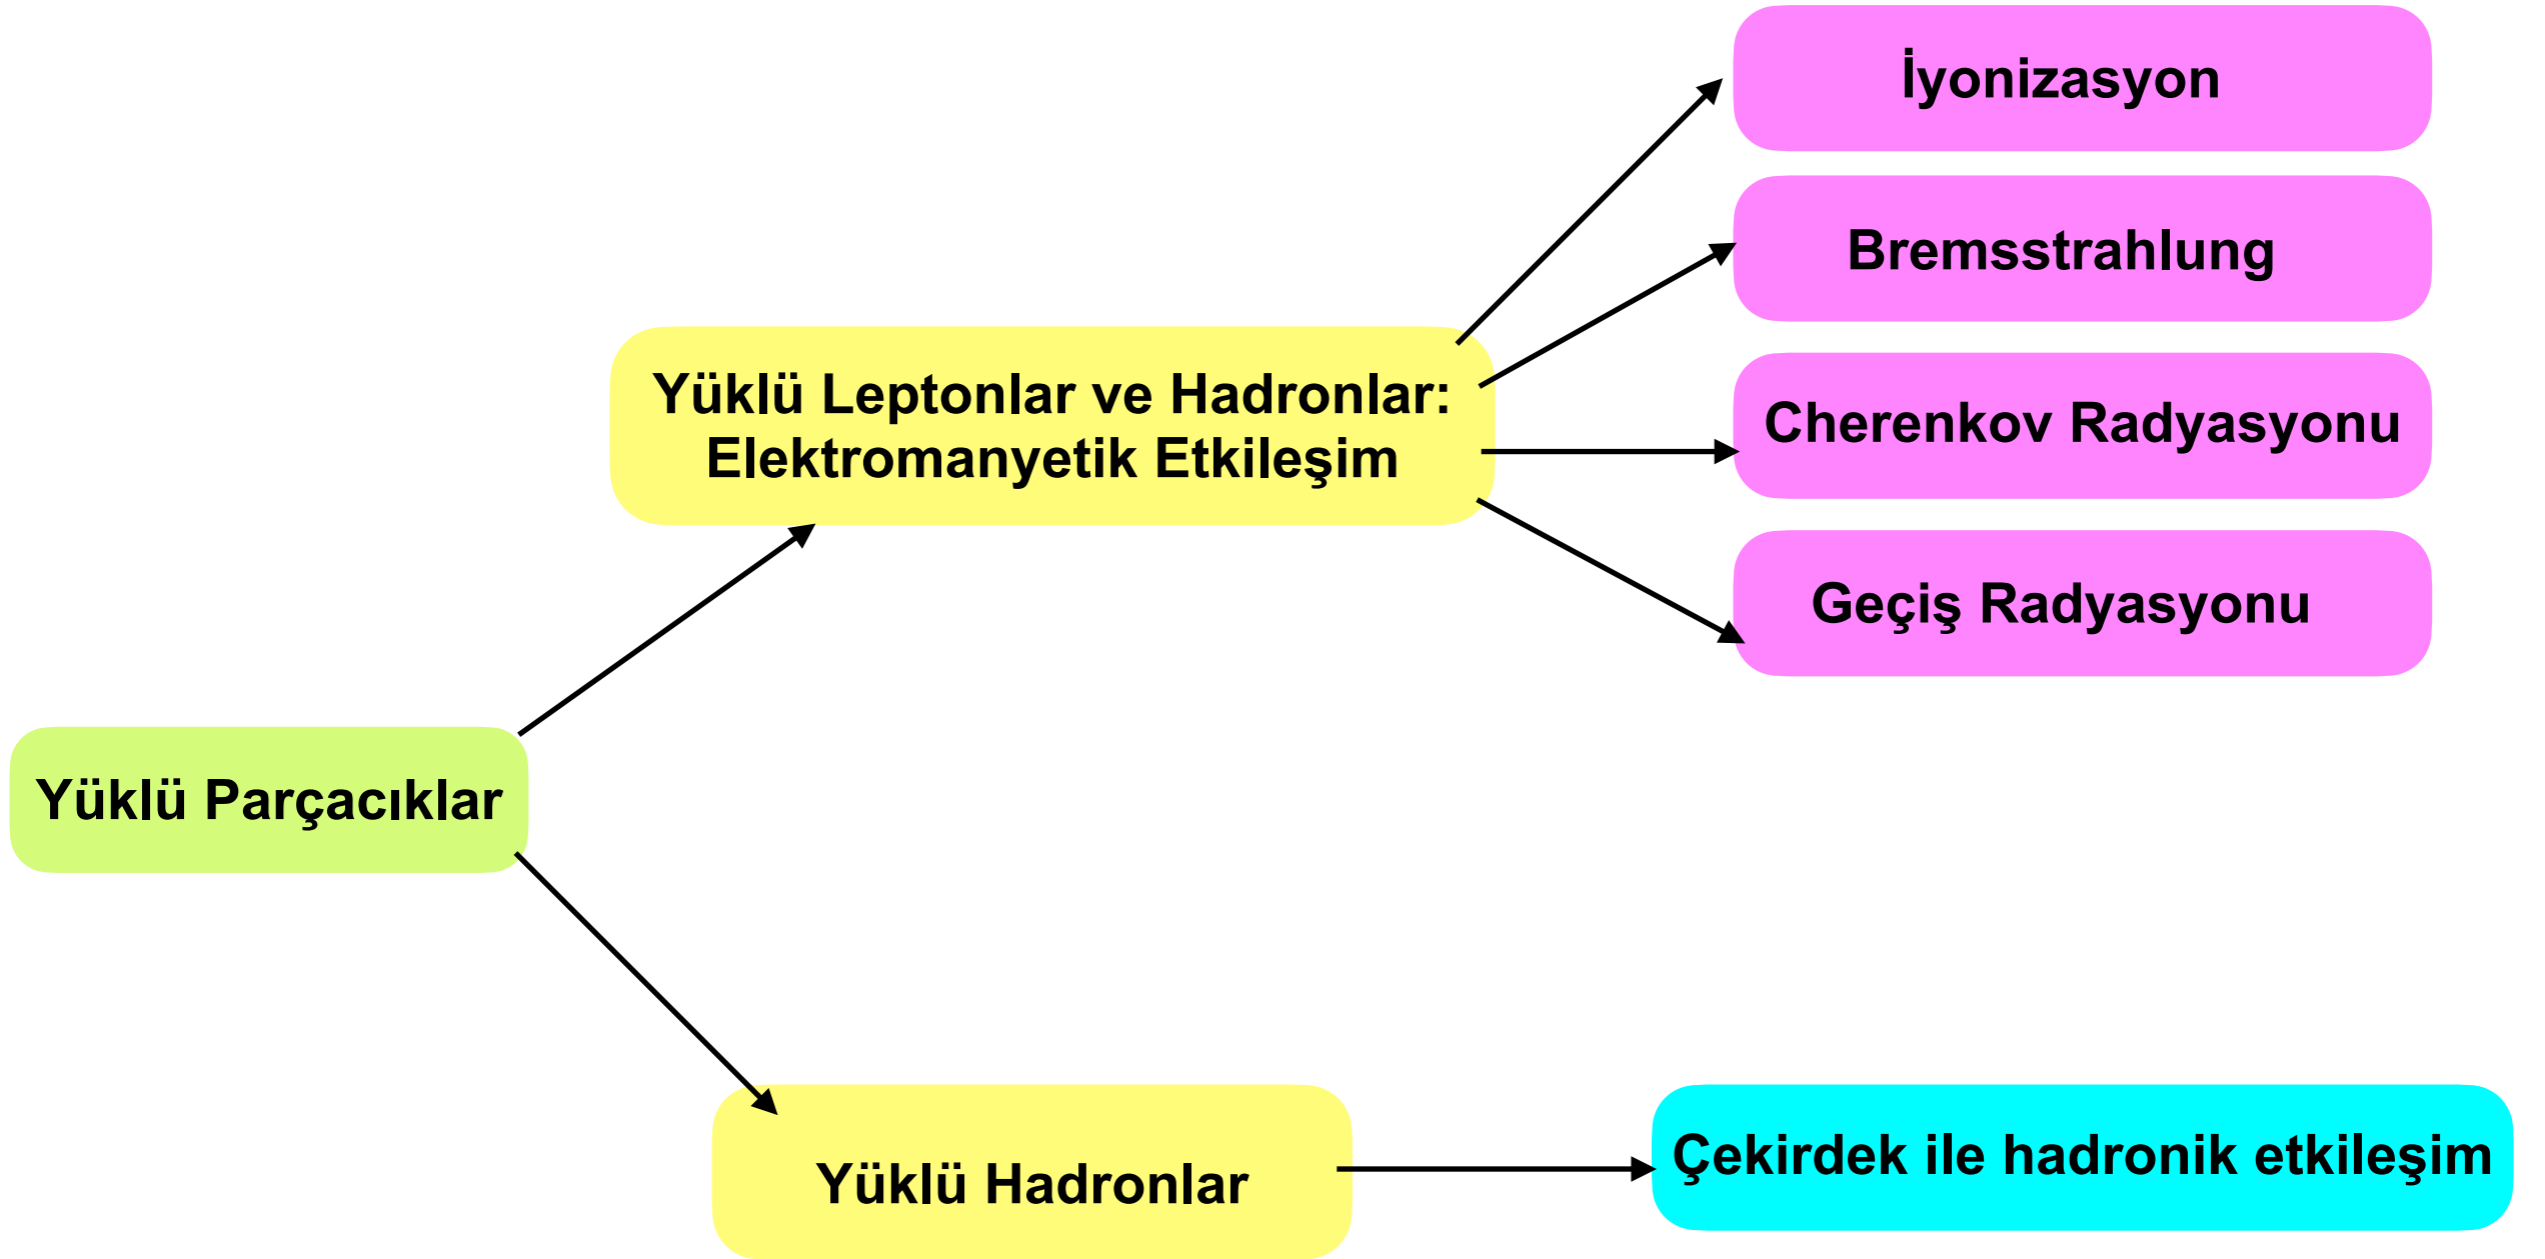 İyonizasyon
Bremsstrahlung
Yüklü Leptonlar ve Hadronlar:
Elektromanyetik Etkileşim
Cherenkov Radyasyonu
Geçiş Radyasyonu
Yüklü Parçacıklar
Yüklü Hadronlar
Çekirdek ile hadronik etkileşim